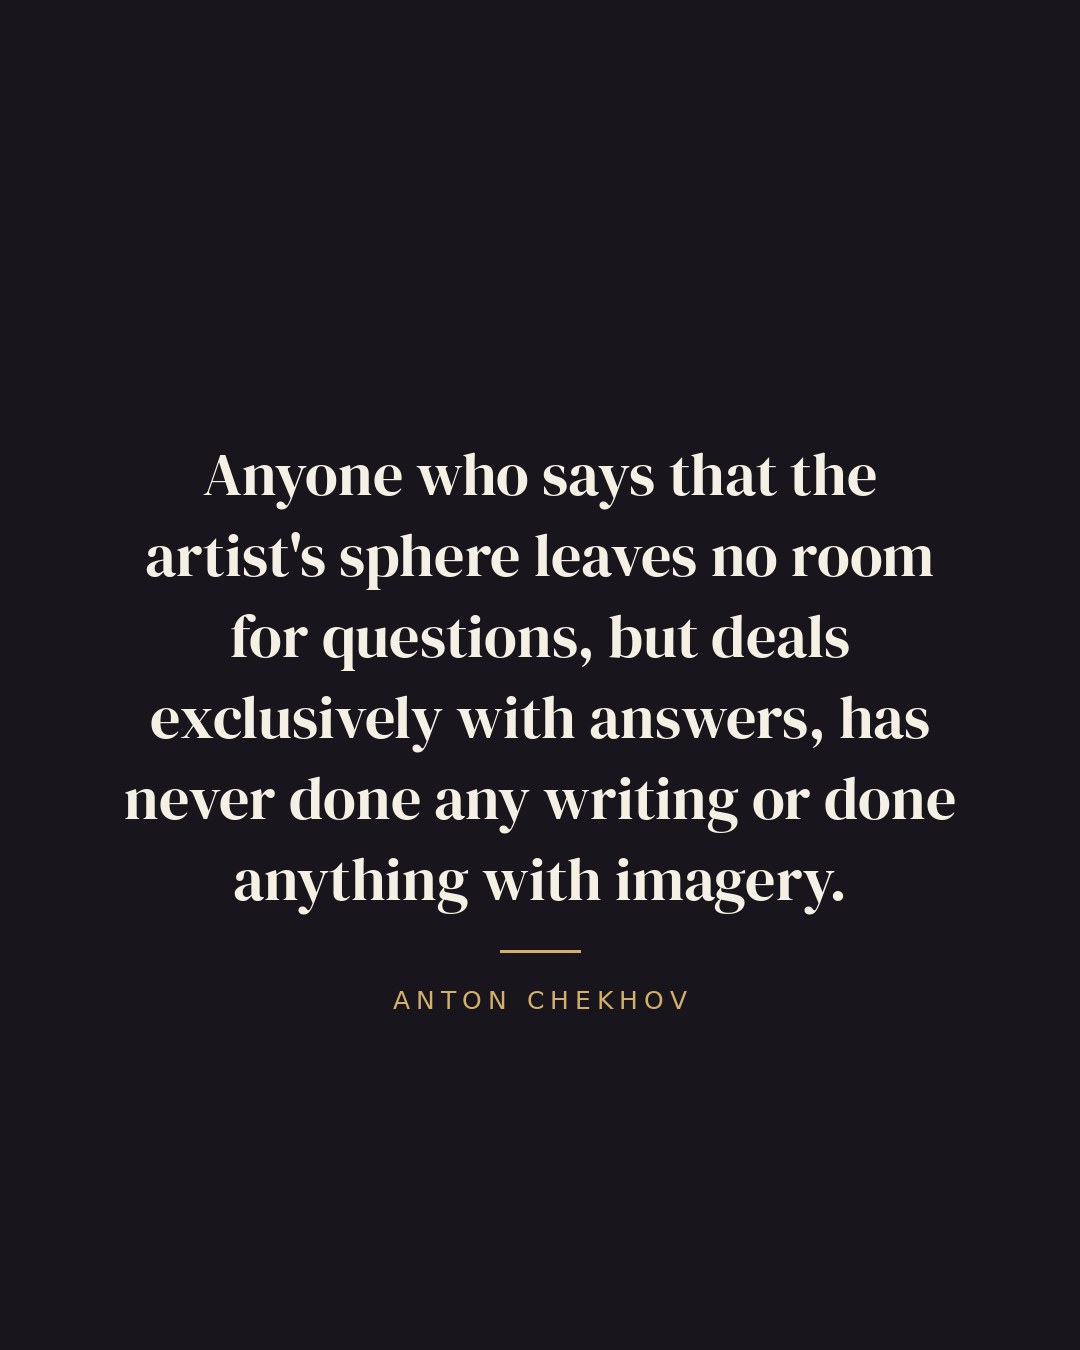 Anyone who says that the
artist's sphere leaves no room
for questions, but deals
exclusively with answers, has
never done any writing or done
anything with imagery.
ANTON CHEKHOV